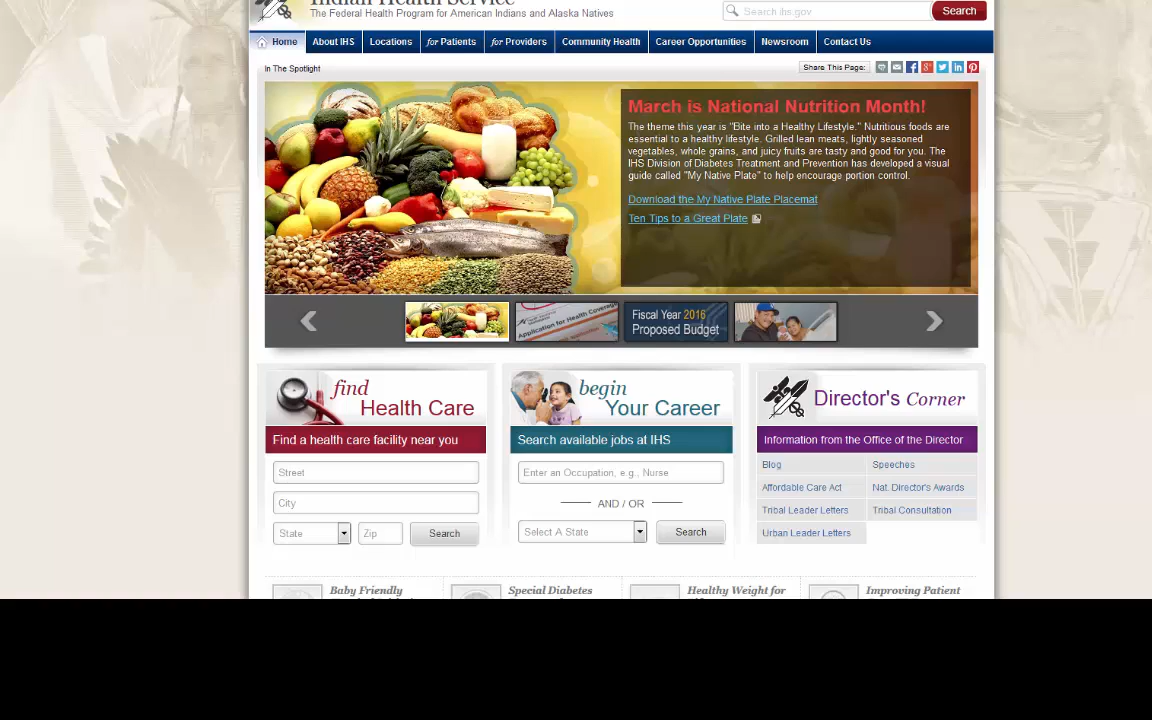 Indian Health Service
The Federal Health Program for American Indians and Alaska Natives
Search ihs.gov
Search
Home
About IHS
Locations
for Patients
for Providers
Community Health
Career Opportunities
Newsroom
Contact Us
In The Spotlight
Share This Page:
March is National Nutrition Month!
The theme this year is "Bite into a Healthy Lifestyle." Nutritious foods are
essential to a healthy lifestyle. Grilled lean meats, lightly seasoned
vegetables, whole grains, and juicy fruits are tasty and good for you. The
IHS Division of Diabetes Treatment and Prevention has developed a visual
guide called "My Native Plate" to help encourage portion control.
Download the My Native Plate Placemat
Ten Tips to a Great Plate
Application for Health Coverage
Fiscal Year 2016
Proposed Budget
find
Health Care
Find a health care facility near you
Street
City
State
Zip
Search
begin
Your Career
Search available jobs at IHS
Enter an Occupation, e.g., Nurse
AND / OR
Select A State
Search
Director's Corner
Information from the Office of the Director
Blog
Speeches
Affordable Care Act
Nat. Director's Awards
Tribal Leader Letters
Tribal Consultation
Urban Leader Letters
Baby Friendly
Special Diabetes
Healthy Weight for
Improving Patient